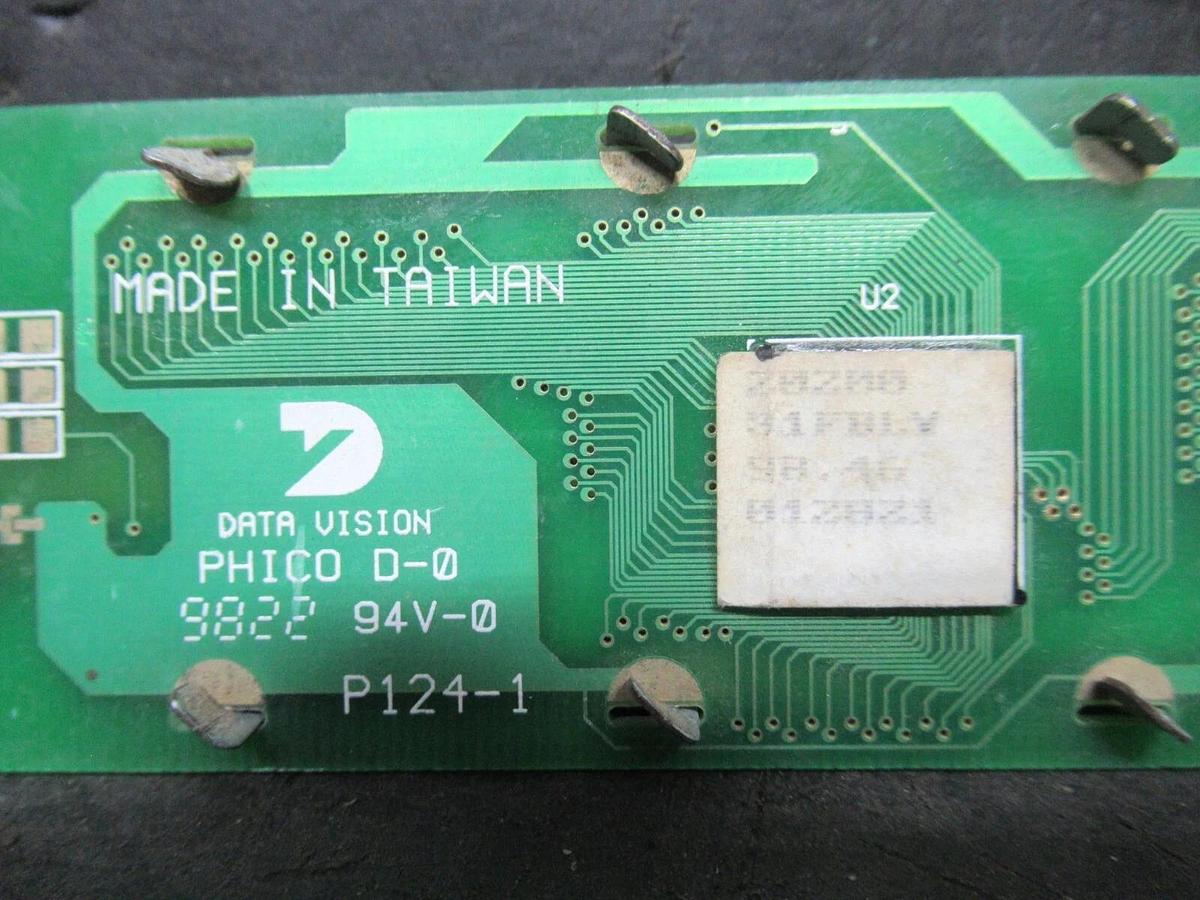 MADE IN TAIWAN
U2
DATA VISION
PHICO D-0
9822 94V-0
P124-1